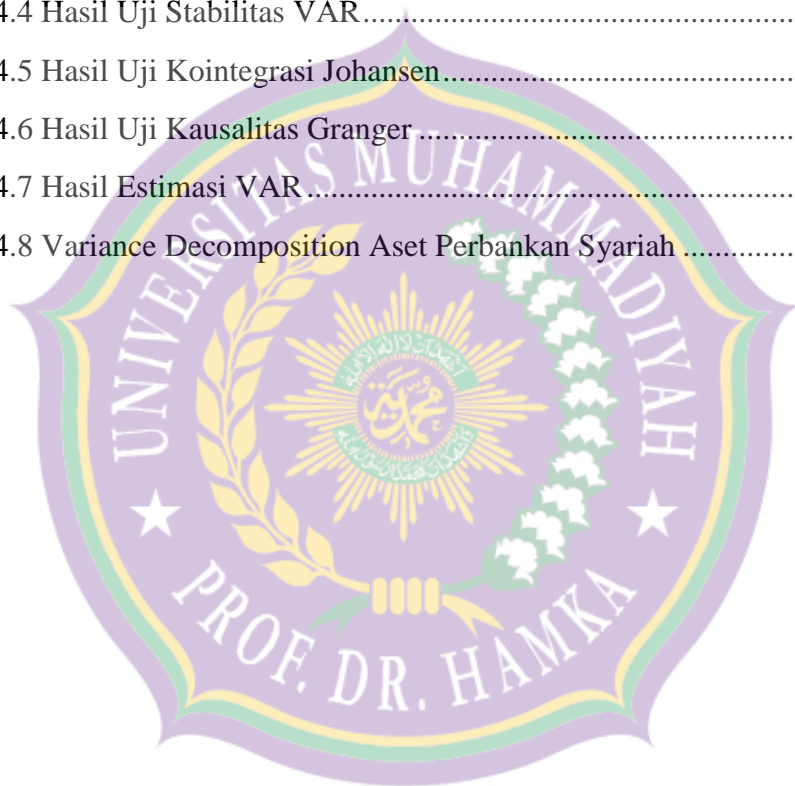 4.4 Hasil Uji Stabilitas VAR......................................................
4.5 Hasil Uji Kointegrasi Johansen............................................
4.6 Hasil Uji Kausalitas Granger ...............................................
4.7 Hasil Estimasi VAR.............................................................
4.8 Variance Decomposition Aset Perbankan Syariah ..............
UNIVERSITAS MUHAMMADIYAH
محمدية
PROF. DR. HAMKA